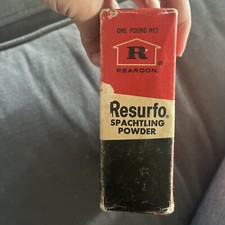 ONE POUND NET
R
REARDON
Resurfo®
SPACHTLING
POWDER